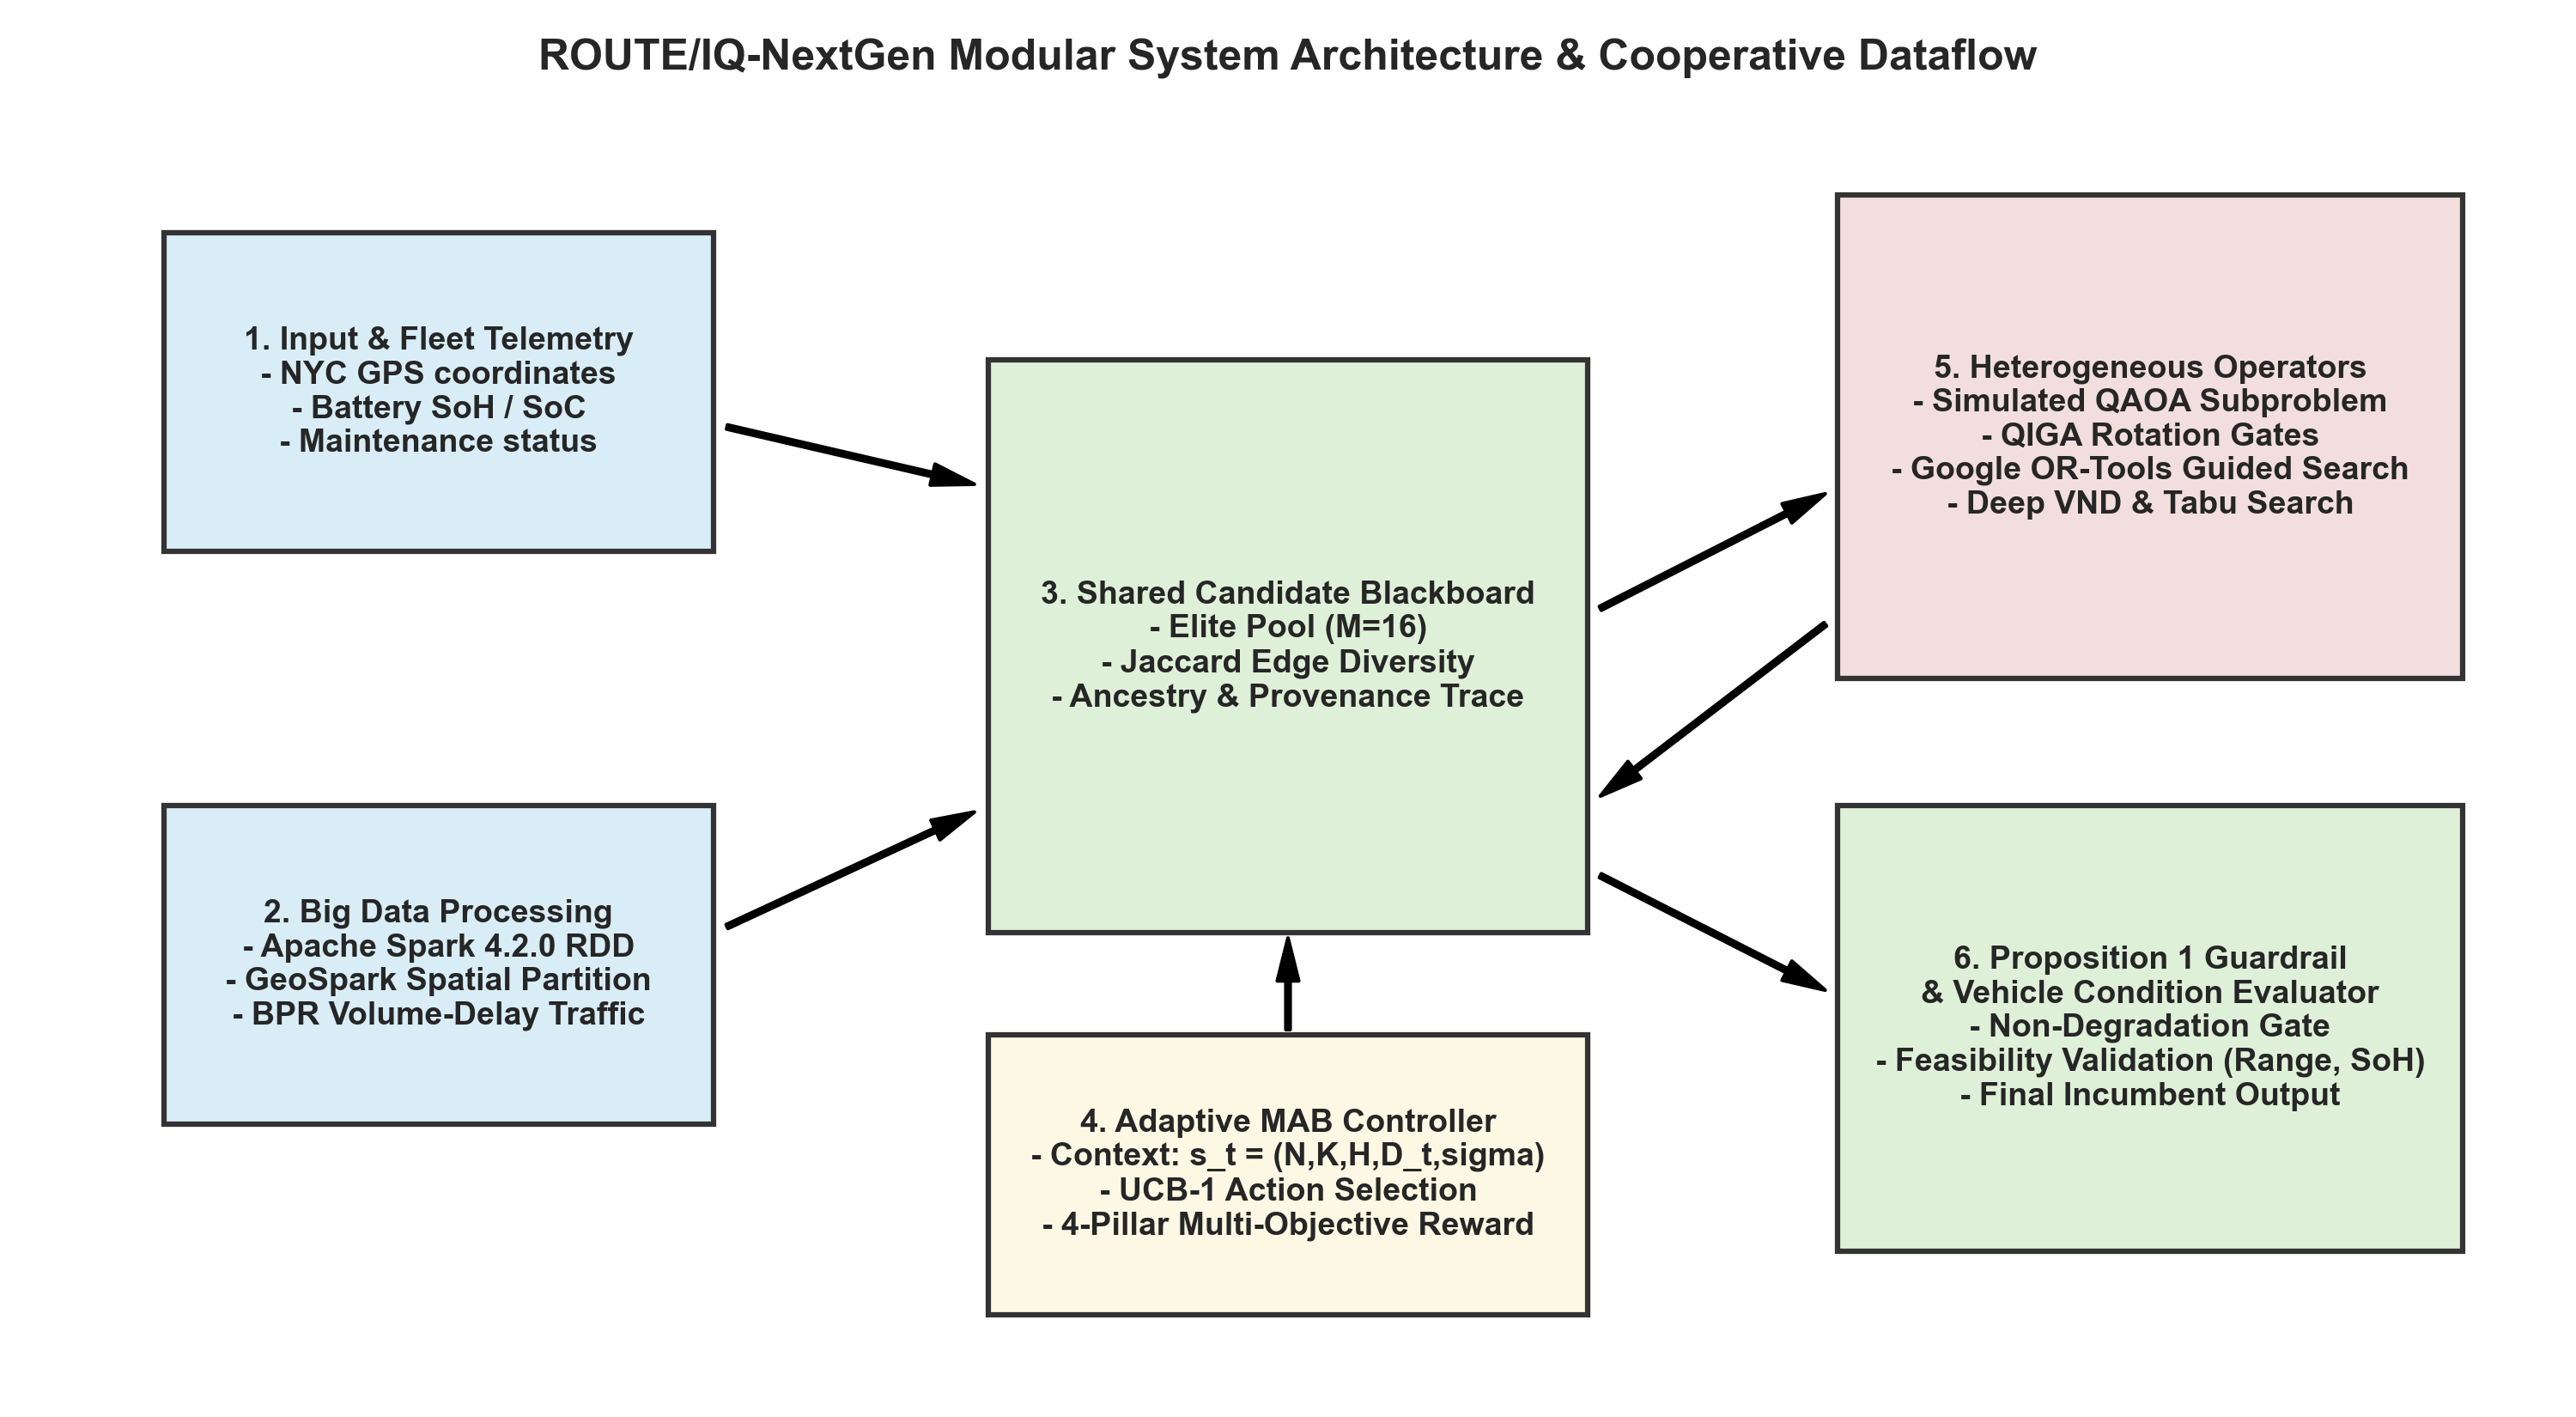 ROUTE/IQ-NextGen Modular System Architecture & Cooperative Dataflow
1. Input & Fleet Telemetry
- NYC GPS coordinates
- Battery SoH / SoC
- Maintenance status
2. Big Data Processing
- Apache Spark 4.2.0 RDD
- GeoSpark Spatial Partition
- BPR Volume-Delay Traffic
3. Shared Candidate Blackboard
- Elite Pool (M=16)
- Jaccard Edge Diversity
- Ancestry & Provenance Trace
4. Adaptive MAB Controller
- Context: s_t = (N,K,H,D_t,sigma)
- UCB-1 Action Selection
- 4-Pillar Multi-Objective Reward
5. Heterogeneous Operators
- Simulated QAOA Subproblem
- QIGA Rotation Gates
- Google OR-Tools Guided Search
- Deep VND & Tabu Search
6. Proposition 1 Guardrail
& Vehicle Condition Evaluator
- Non-Degradation Gate
- Feasibility Validation (Range, SoH)
- Final Incumbent Output